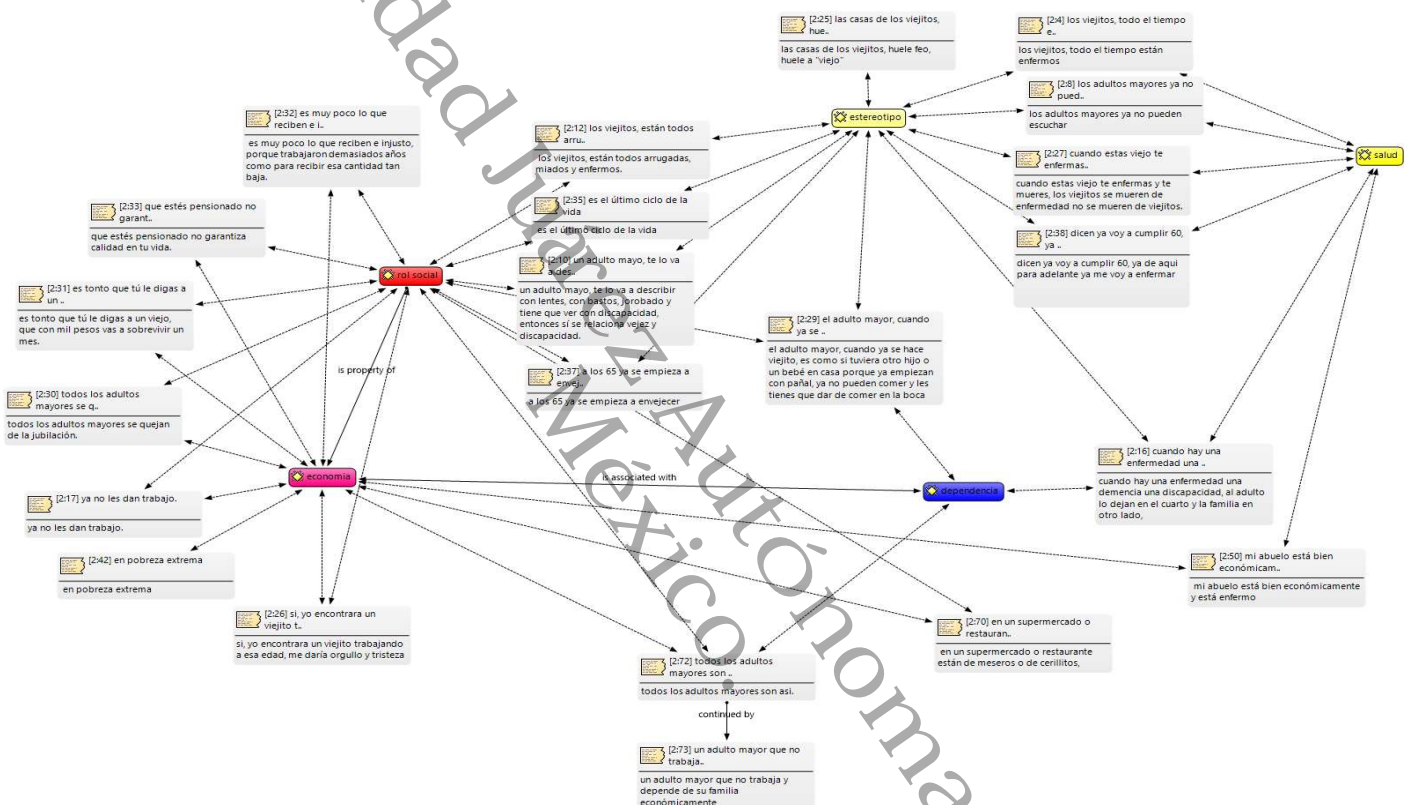 [2:25] las casas de los viejitos,
hue..
las casas de los viejitos, huele feo,
huele a "viejo"
[2:4] los viejitos, todo el tiempo
e..
los viejitos, todo el tiempo están
enfermos
[2:8] los adultos mayores ya no
pued..
los adultos mayores ya no pueden
escuchar
estereotipo
[2:32] es muy poco lo que
reciben e i..
es muy poco lo que reciben e injusto,
porque trabajaron demasiados años
como para recibir esa cantidad tan
baja.
[2:12] los viejitos, están todos
arru..
los viejitos, están todos arrugadas,
miados y enfermos.
[2:27] cuando estas viejo te
enfermas..
cuando estas viejo te enfermas y te
mueres, los viejitos se mueren de
enfermedad no se mueren de viejitos.
salud
[2:33] que estés pensionado no
garant..
que estés pensionado no garantiza
calidad en tu vida.
[2:35] es el último ciclo de la
vida
es el último ciclo de la vida
[2:38] dicen ya voy a cumplir 60,
ya ..
dicen ya voy a cumplir 60, ya de aqui
para adelante ya me voy a enfermar
rol social
[2:10] un adulto mayo, te lo va
a des..
un adulto mayo, te lo va a describir
con lentes, con bastos, jorobado y
tiene que ver con discapacidad,
entonces sí se relaciona vejez y
discapacidad.
[2:31] es tonto que tú le digas a
un ..
es tonto que tú le digas a un viejo,
que con mil pesos vas a sobrevivir un
mes.
[2:29] el adulto mayor, cuando
ya se ..
el adulto mayor, cuando ya se hace
viejito, es como si tuviera otro hijo o
un bebé en casa porque ya empiezan
con pañal, ya no pueden comer y les
tienes que dar de comer en la boca
is property of
[2:37] a los 65 ya se empieza a
envej..
a los 65 ya se empieza a envejecer
[2:30] todos los adultos
mayores se q..
todos los adultos mayores se quejan
de la jubilación.
[2:16] cuando hay una
enfermedad una ..
cuando hay una enfermedad una
demencia una discapacidad, al adulto
lo dejan en el cuarto y la familia en
otro lado,
economia
is associated with
dependencia
[2:17] ya no les dan trabajo.
ya no les dan trabajo.
[2:42] en pobreza extrema
en pobreza extrema
[2:50] mi abuelo está bien
económicam..
mi abuelo está bien económicamente
y está enfermo
[2:26] si, yo encontrara un
viejito t..
si, yo encontrara un viejito trabajando
a esa edad, me daría orgullo y tristeza
[2:70] en un supermercado o
restauran..
en un supermercado o restaurante
están de meseros o de cerillitos,
[2:72] todos los adultos
mayores son ..
todos los adultos mayores son asi.
continued by
[2:73] un adulto mayor que no
trabaja..
un adulto mayor que no trabaja y
depende de su familia
económicamente
dad Juárez Autónoma
México.